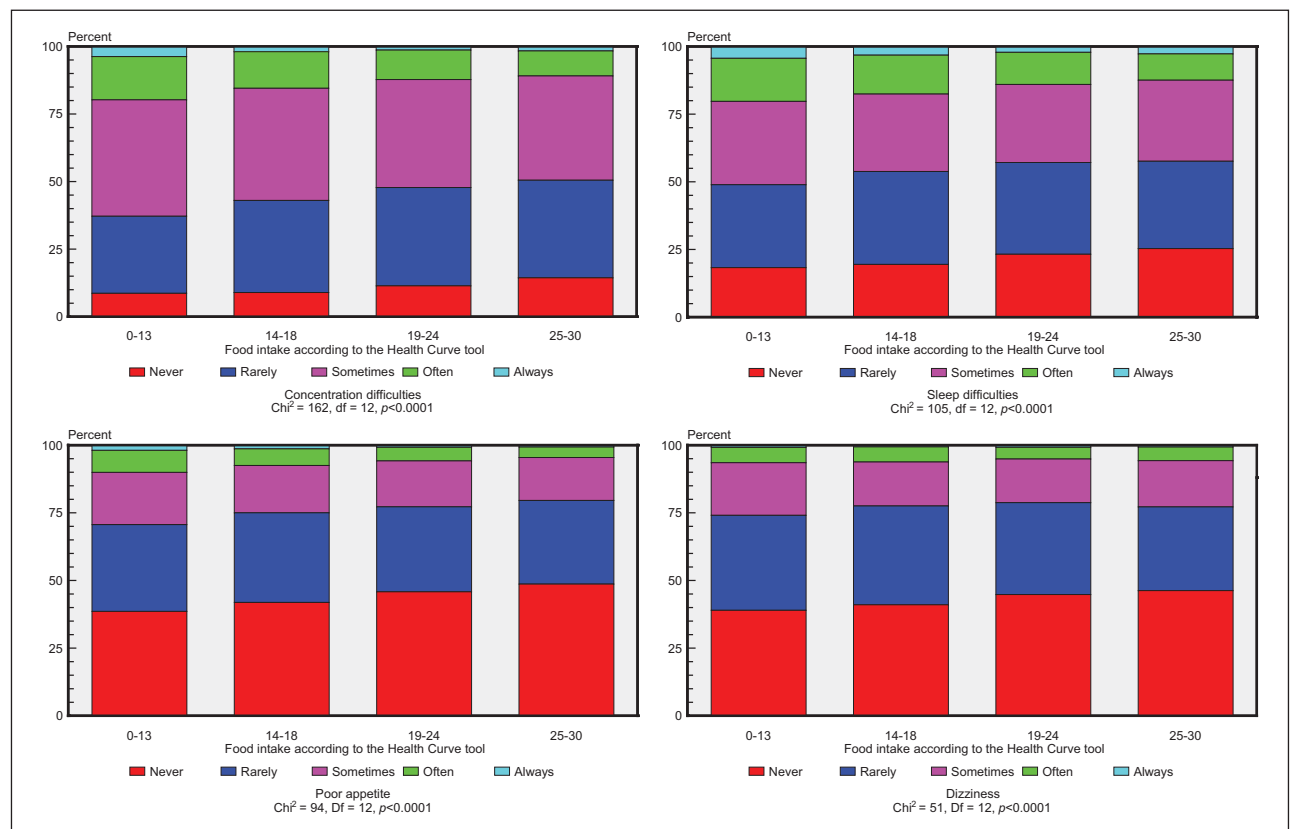 Percent
100
75
50
25
0
0-13 14-18 19-24 25-30
Food intake according to the Health Curve tool
Never Rarely Sometimes Often Always
Concentration difficulties
Chi² = 162, df = 12, p<0.0001
Percent
100
75
50
25
0
0-13 14-18 19-24 25-30
Food intake according to the Health Curve tool
Never Rarely Sometimes Often Always
Sleep difficulties
Chi² = 105, df = 12, p<0.0001
Percent
100
75
50
25
0
0-13 14-18 19-24 25-30
Food intake according to the Health Curve tool
Never Rarely Sometimes Often Always
Poor appetite
Chi² = 94, Df = 12, p<0.0001
Percent
100
75
50
25
0
0-13 14-18 19-24 25-30
Food intake according to the Health Curve tool
Never Rarely Sometimes Often Always
Dizziness
Chi² = 51, Df = 12, p<0.0001